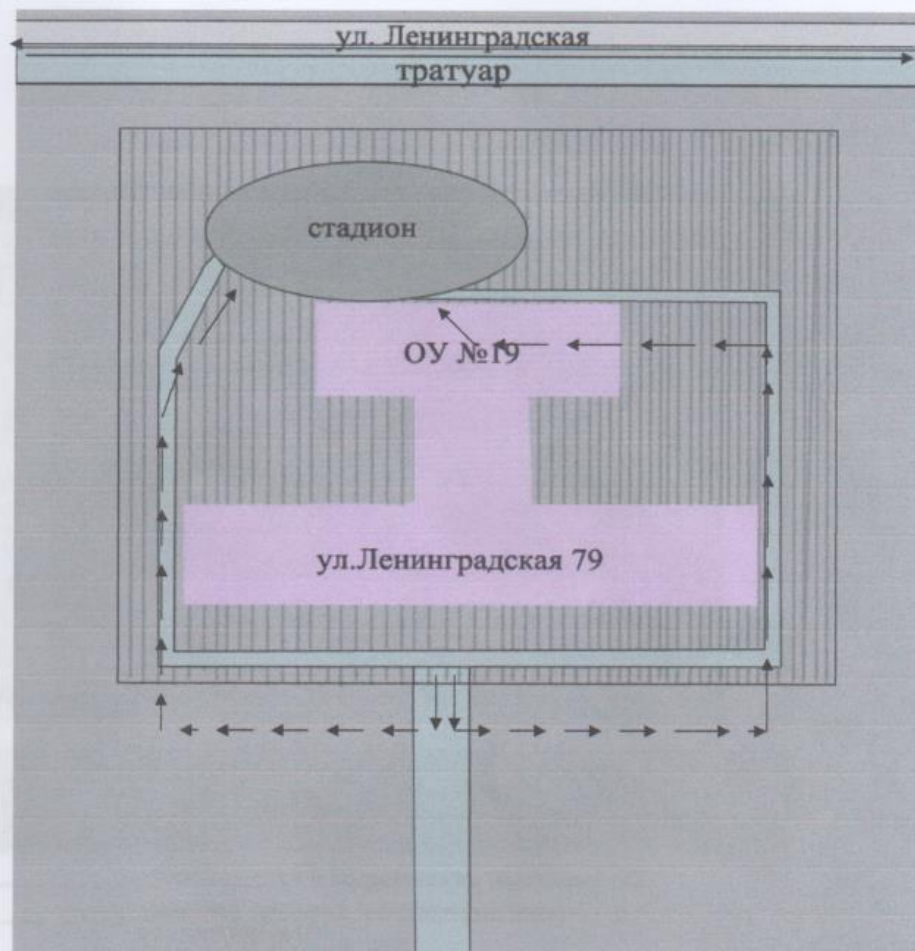 ул. Ленинградская
тратуар
стадион
ОУ №19
ул.Ленинградская 79